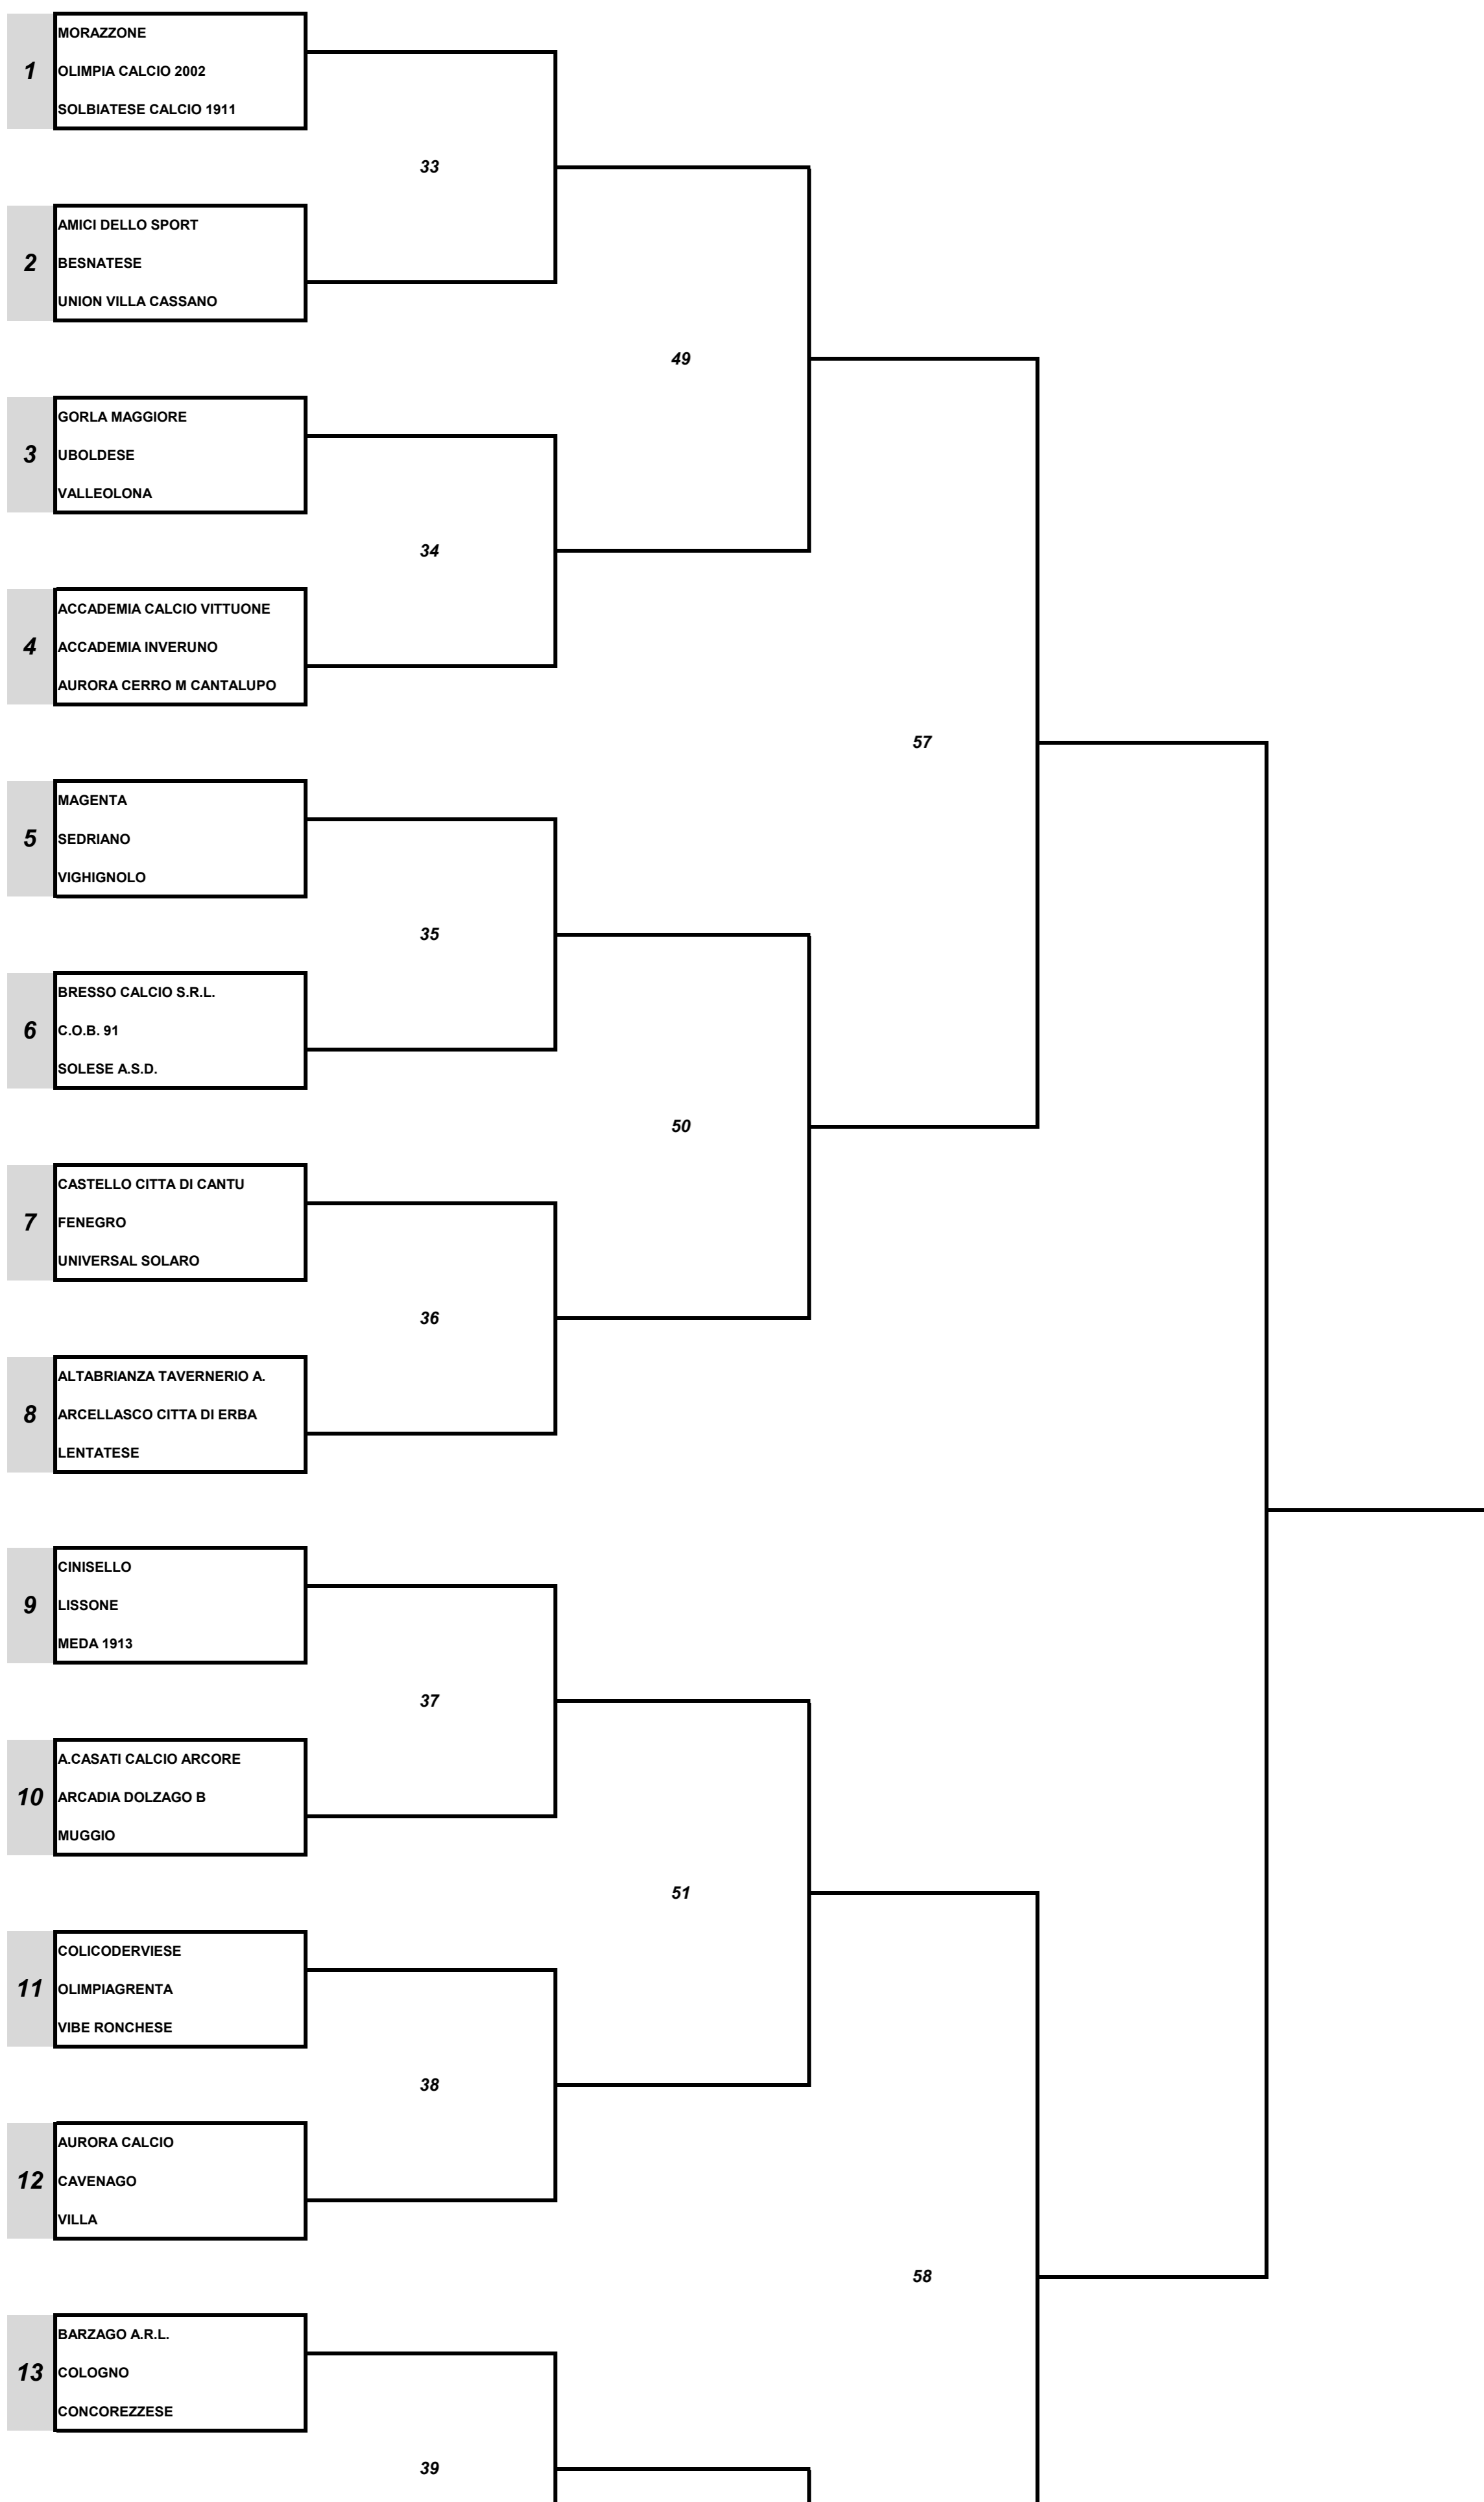 1
MORAZZONE
OLIMPIA CALCIO 2002
SOLBIATESE CALCIO 1911
33
2
AMICI DELLO SPORT
BESNATESE
UNION VILLA CASSANO
49
3
GORLA MAGGIORE
UBOLDESE
VALLEOLONA
34
4
ACCADEMIA CALCIO VITTUONE
ACCADEMIA INVERUNO
AURORA CERRO M CANTALUPO
57
5
MAGENTA
SEDRIANO
VIGHIGNOLO
35
6
BRESSO CALCIO S.R.L.
C.O.B. 91
SOLESE A.S.D.
50
7
CASTELLO CITTA DI CANTU
FENEGRO
UNIVERSAL SOLARO
36
8
ALTABRIANZA TAVERNERIO A.
ARCELLASCO CITTA DI ERBA
LENTATESE
9
CINISELLO
LISSONE
MEDA 1913
37
10
A.CASATI CALCIO ARCORE
ARCADIA DOLZAGO B
MUGGIO
51
11
COLICODERVIESE
OLIMPIAGRENTA
VIBE RONCHESE
38
12
AURORA CALCIO
CAVENAGO
VILLA
58
13
BARZAGO A.R.L.
COLOGNO
CONCOREZZESE
39